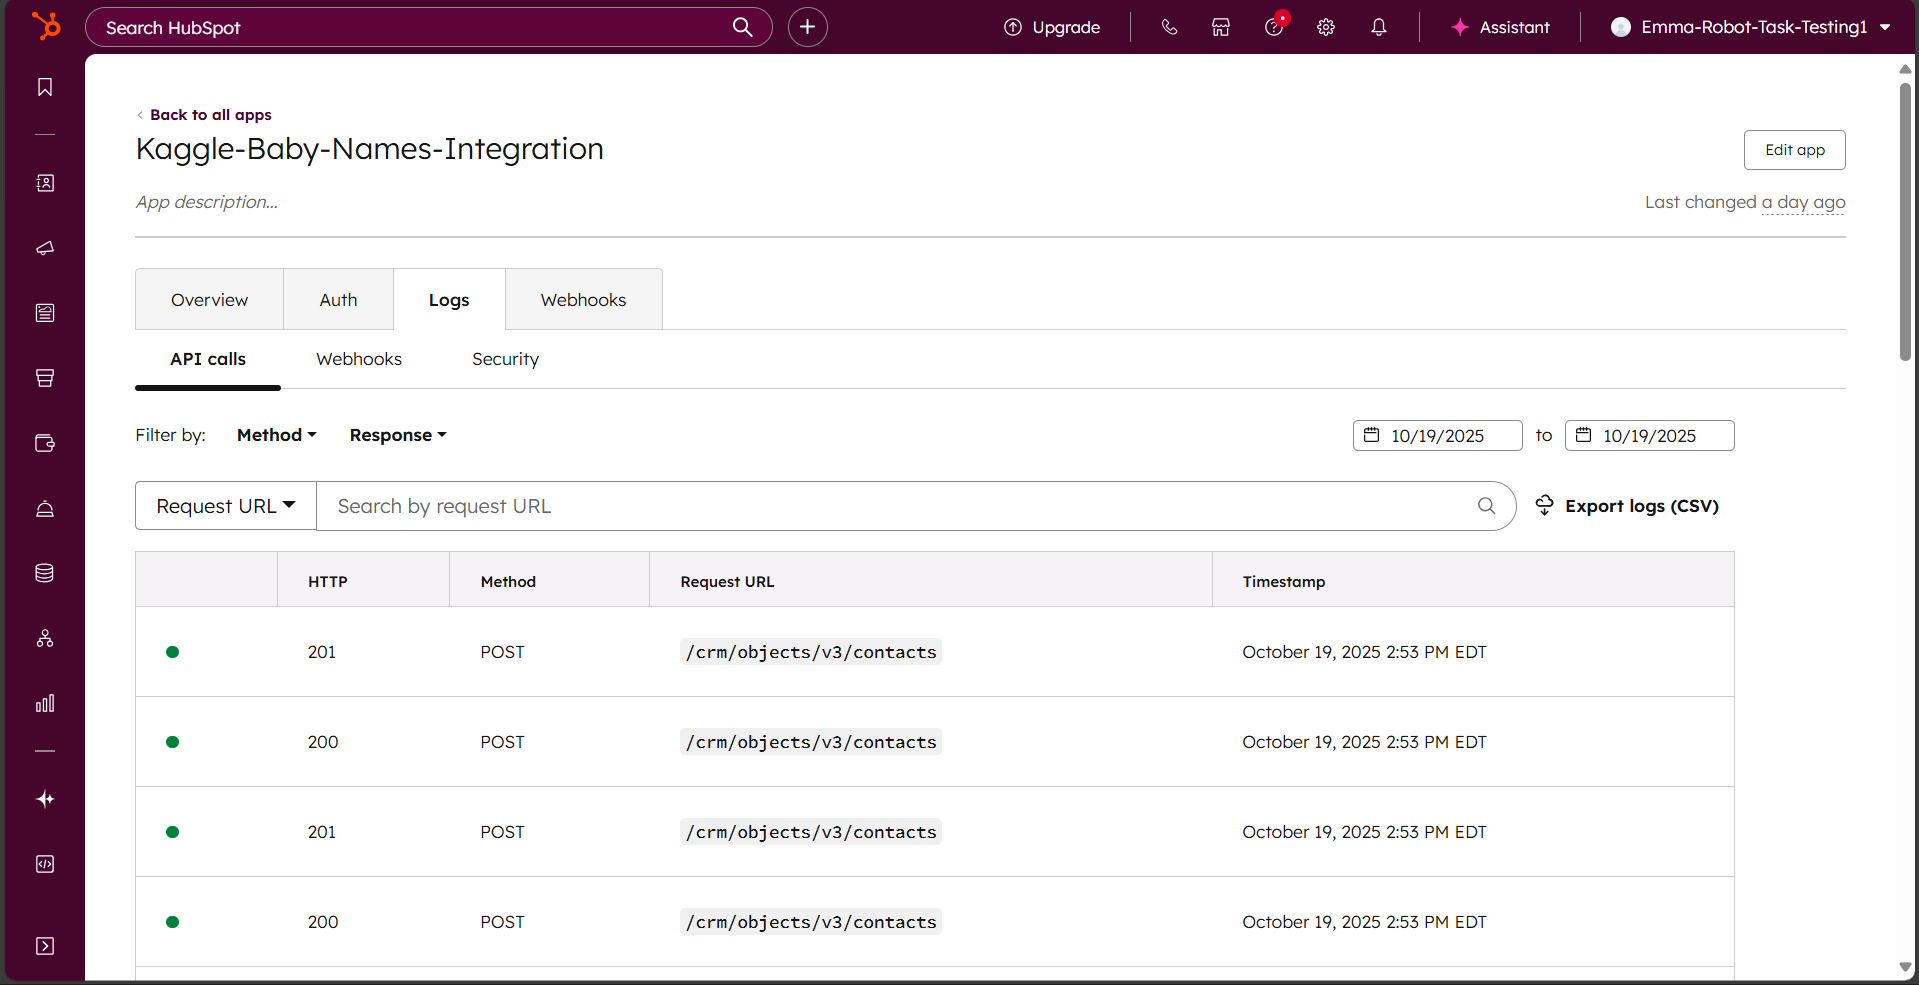 Search HubSpot
Upgrade
Assistant
Emma-Robot-Task-Testing1
Back to all apps
Kaggle-Baby-Names-Integration
Edit app
App description...
Last changed a day ago
Overview
Auth
Logs
Webhooks
API calls
Webhooks
Security
Filter by:
Method
Response
10/19/2025
to
10/19/2025
Request URL
Search by request URL
Export logs (CSV)
HTTP Method Request URL Timestamp
201 POST /crm/objects/v3/contacts October 19, 2025 2:53 PM EDT
200 POST /crm/objects/v3/contacts October 19, 2025 2:53 PM EDT
201 POST /crm/objects/v3/contacts October 19, 2025 2:53 PM EDT
200 POST /crm/objects/v3/contacts October 19, 2025 2:53 PM EDT